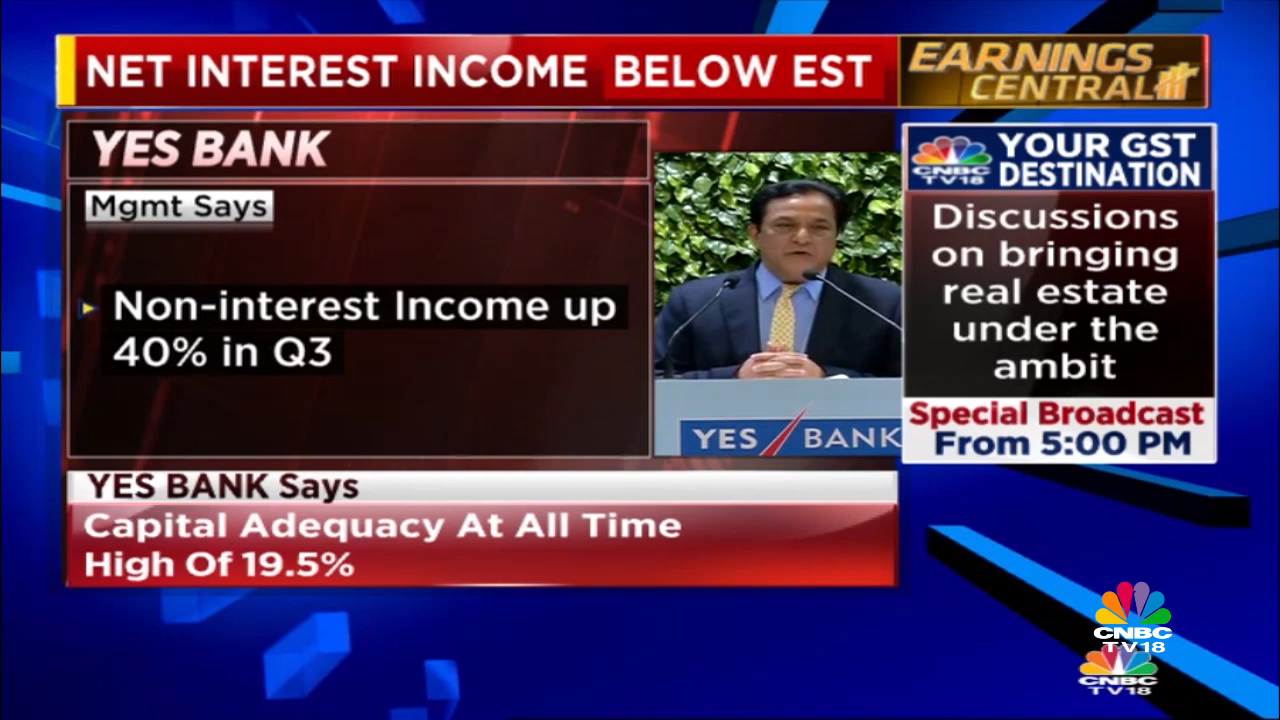 NET INTEREST INCOME BELOW EST
EARNINGS
CENTRAL
YES BANK
Mgmt Says
Non-interest Income up
40% in Q3
YES BANK
CNBC
TV18
YOUR GST
DESTINATION
Discussions
on bringing
real estate
under the
ambit
Special Broadcast
From 5:00 PM
YES BANK Says
Capital Adequacy At All Time
High Of 19.5%
CNBC
TV18
CNBC
TV18